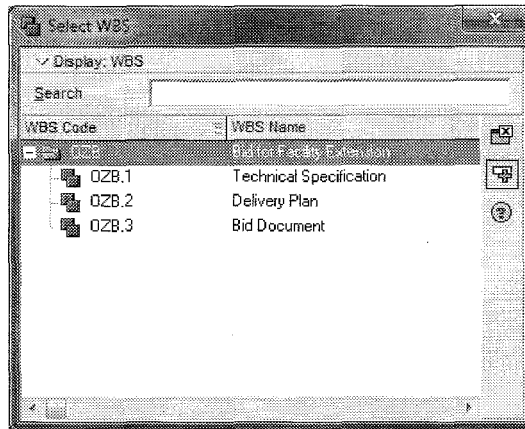 Select WBS
Display: WBS
Search
WBS Code WBS Name
OZB Bid for Facility Extension
OZB.1 Technical Specification
OZB.2 Delivery Plan
OZB.3 Bid Document